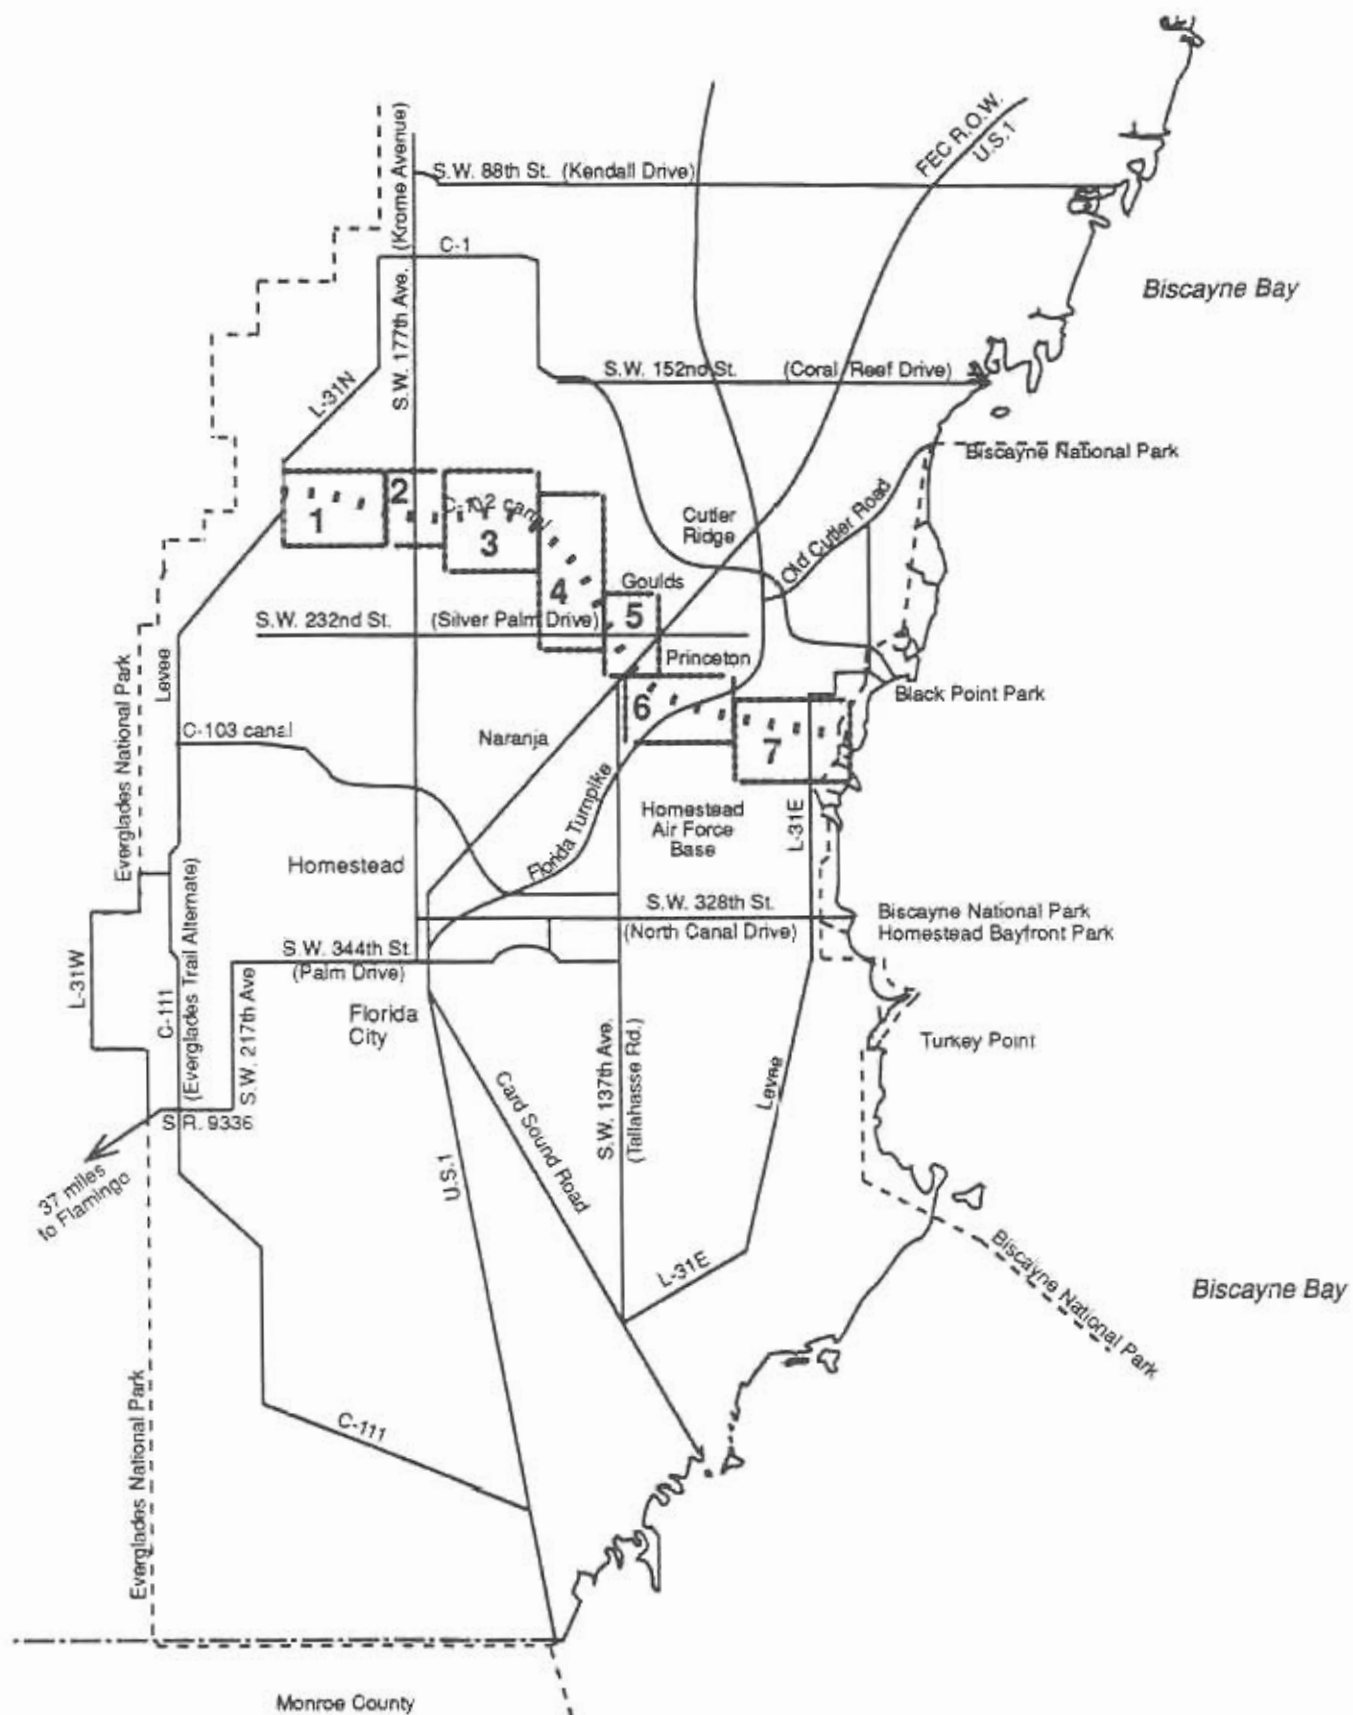 FEC R.O.W.
U.S.1
(Krome Avenue)
S.W. 177th Ave.
S.W. 88th St. (Kendall Drive)
C-1
Biscayne Bay
L-31N
S.W. 152nd St. (Coral Reef Drive)
Biscayne National Park
1
2
C-102 canal
3
4
5
Cutler
Ridge
Old Cutler Road
Goulds
S.W. 232nd St. (Silver Palm Drive)
Princeton
Levee
Everglades National Park
6
7
Black Point Park
C-103 canal
Naranja
Florida Turnpike
Homestead
Air Force
Base
L-31E
Homestead
S.W. 328th St.
(North Canal Drive)
Biscayne National Park
Homestead Bayfront Park
S.W. 344th St.
(Palm Drive)
L-31W
C-111
(Everglades Trail Alternate)
S.W. 217th Ave
Florida
City
Turkey Point
S.R. 9336
37 miles
to Flamingo
U.S.1
Card Sound Road
S.W. 137th Ave.
(Tallahasse Rd.)
Levee
L-31E
Biscayne National Park
Biscayne Bay
C-111
Everglades National Park
Monroe County